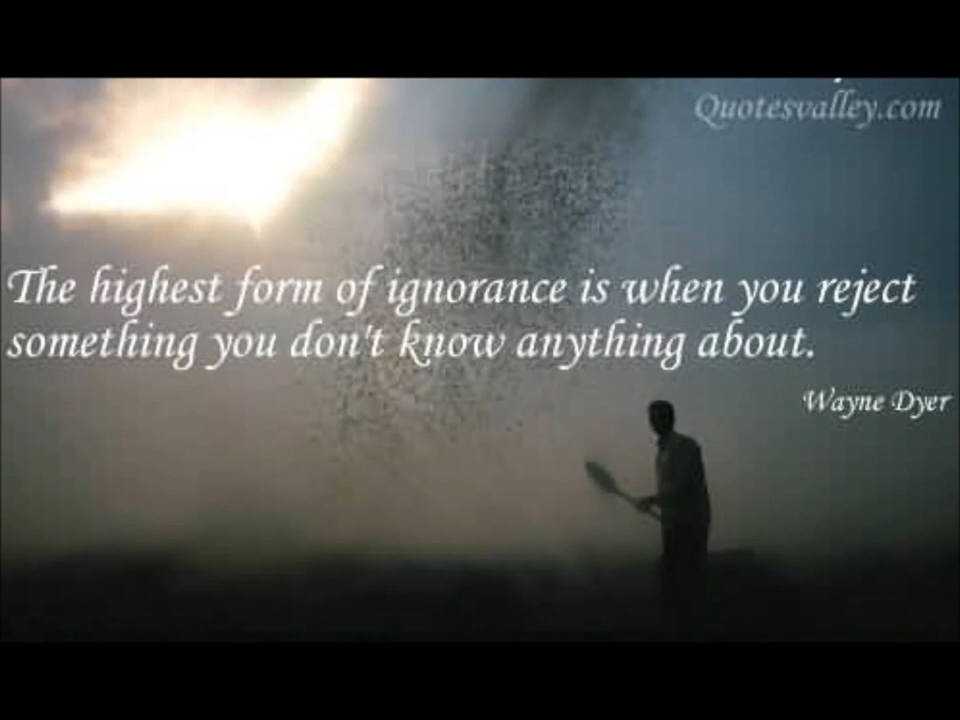 Quotesvalley.com
The highest form of ignorance is when you reject
something you don't know anything about.
Wayne Dyer